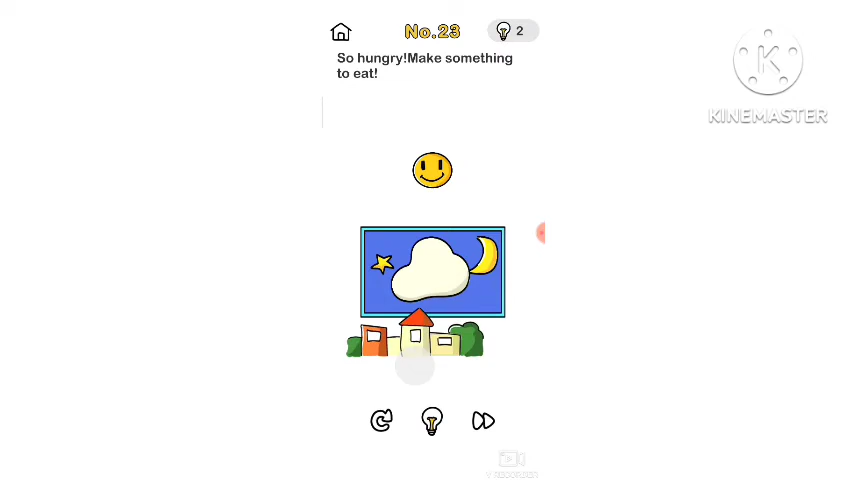 No.23
2
So hungry!Make something
to eat!
KINEMASTER